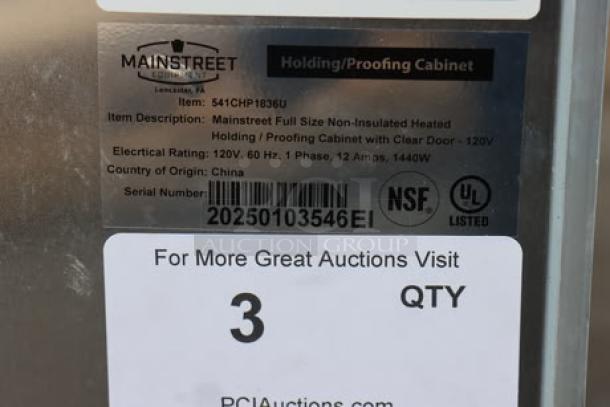 MAINSTREET
EQUIPMENT
Lancaster, PA
Holding/Proofing Cabinet
Item: 541CHP1836U
Item Description: Mainstreet Full Size Non-Insulated Heated
Holding / Proofing Cabinet with Clear Door - 120V
Elecrtical Rating: 120V, 60 Hz, 1 Phase, 12 Amps, 1440W
Country of Origin: China
Serial Number:
20250103546EI
NSF
UL
LISTED
AUCTION GROUP
For More Great Auctions Visit
3
QTY
PCIAuctions.com